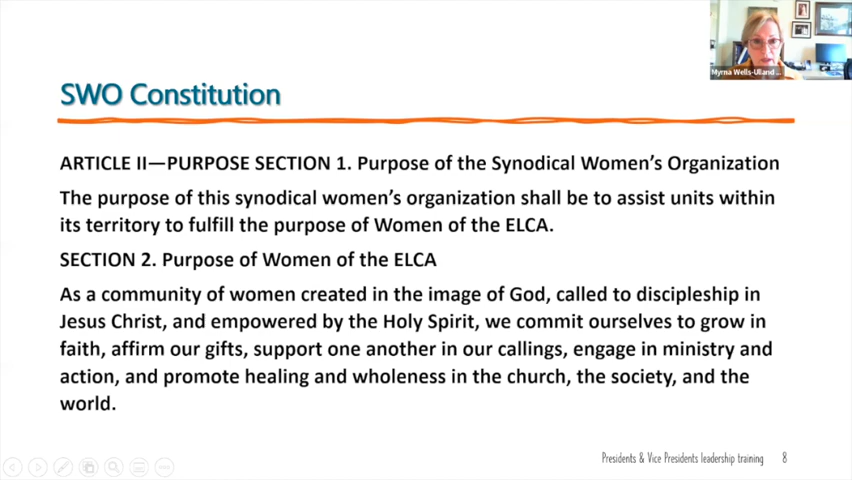 Myrna Wells-Ulland ...
SWO Constitution
ARTICLE II—PURPOSE SECTION 1. Purpose of the Synodical Women's Organization
The purpose of this synodical women's organization shall be to assist units within
its territory to fulfill the purpose of Women of the ELCA.
SECTION 2. Purpose of Women of the ELCA
As a community of women created in the image of God, called to discipleship in
Jesus Christ, and empowered by the Holy Spirit, we commit ourselves to grow in
faith, affirm our gifts, support one another in our callings, engage in ministry and
action, and promote healing and wholeness in the church, the society, and the
world.
Presidents & Vice Presidents leadership training 8